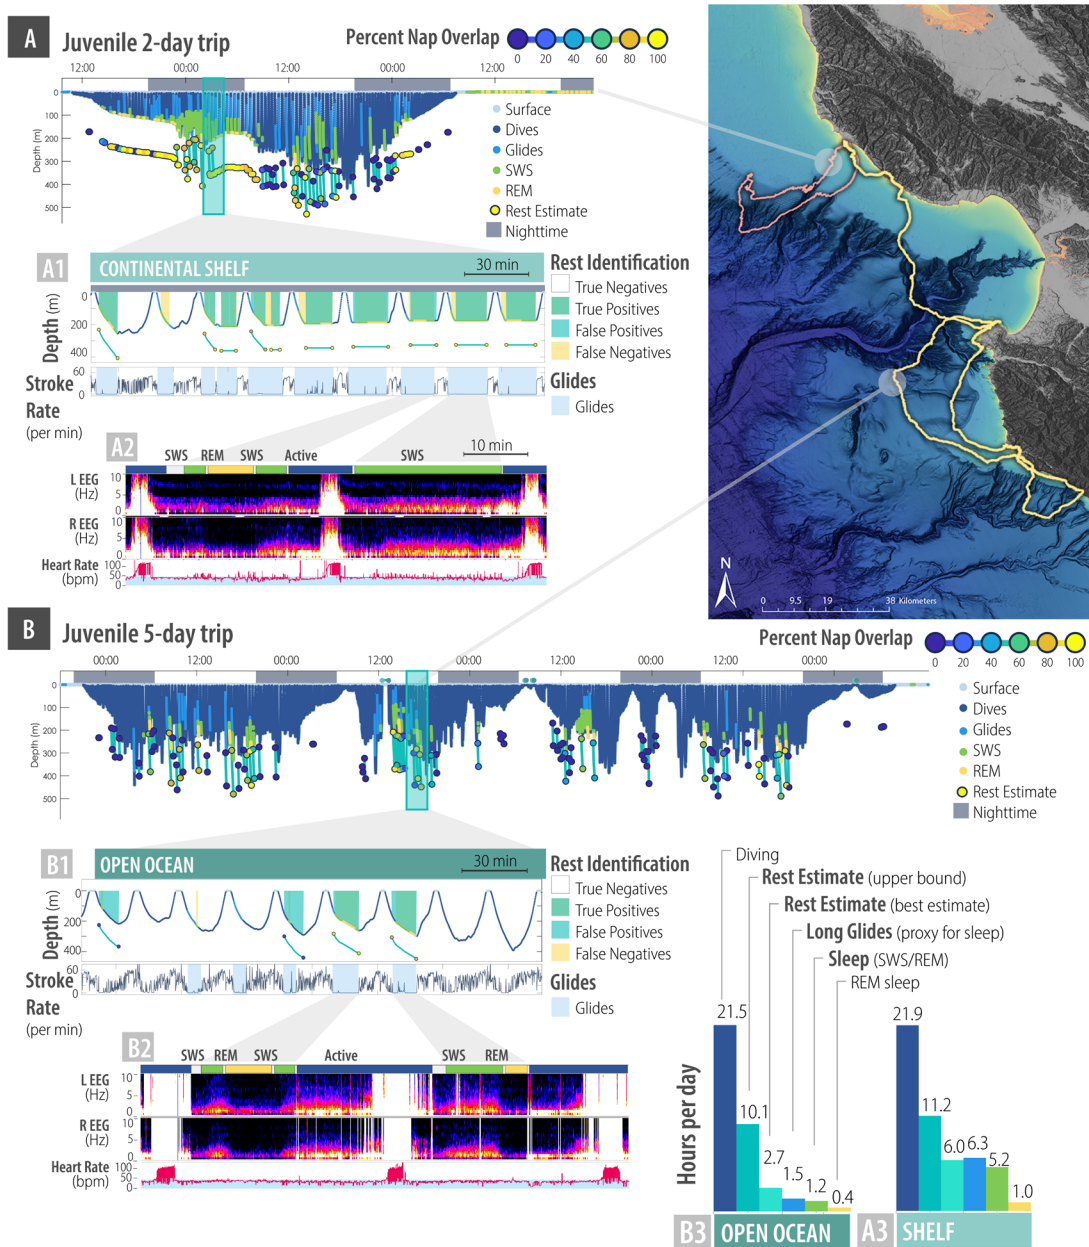 A Juvenile 2-day trip
Percent Nap Overlap
0 20 40 60 80 100
12:00 00:00 12:00 00:00 12:00
Depth (m)
0
100
200
300
400
500
Surface
Dives
Glides
SWS
REM
Rest Estimate
Nighttime
A1 CONTINENTAL SHELF
30 min
Rest Identification
True Negatives
True Positives
False Positives
False Negatives
Depth (m)
0
200
400
Stroke
Rate
(per min)
60
0
Glides
Glides
A2
SWS REM SWS Active SWS
10 min
L EEG
(Hz)
10
5
0
R EEG
(Hz)
10
5
0
Heart Rate
(bpm)
100
50
0
N
0 9.5 19 38 Kilometers
B Juvenile 5-day trip
Percent Nap Overlap
0 20 40 60 80 100
00:00 12:00 00:00 12:00 00:00 12:00 00:00 12:00 00:00
Depth (m)
0
100
200
300
400
500
Surface
Dives
Glides
SWS
REM
Rest Estimate
Nighttime
B1 OPEN OCEAN
30 min
Rest Identification
True Negatives
True Positives
False Positives
False Negatives
Depth (m)
0
200
400
Stroke
Rate
(per min)
60
0
Glides
Glides
B2
SWS REM SWS Active SWS REM
L EEG
(Hz)
10
5
0
R EEG
(Hz)
10
5
0
Heart Rate
(bpm)
100
50
0
Diving
Rest Estimate (upper bound)
Rest Estimate (best estimate)
Long Glides (proxy for sleep)
Sleep (SWS/REM)
REM sleep
Hours per day
21.5
10.1
2.7
1.5
1.2
0.4
B3 OPEN OCEAN
21.9
11.2
6.0
6.3
5.2
1.0
A3 SHELF